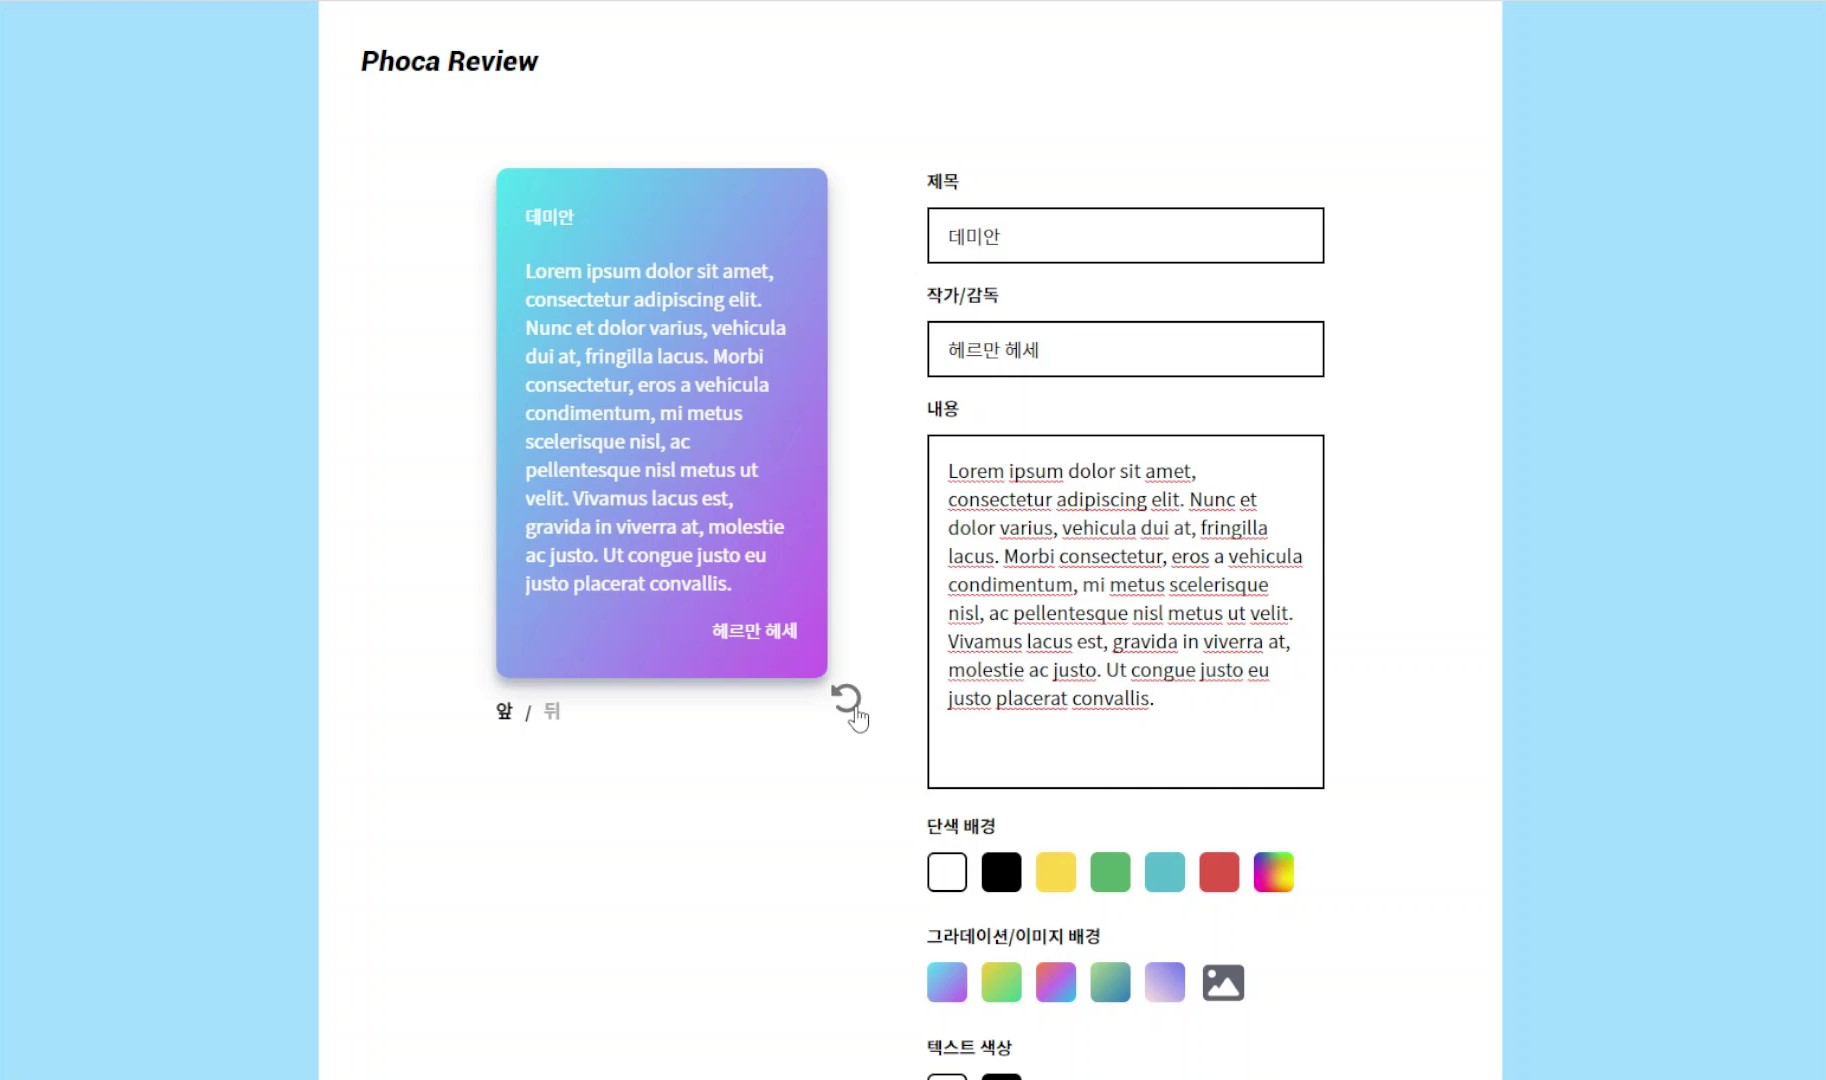 Phoca Review
데미안
Lorem ipsum dolor sit amet,
consectetur adipiscing elit.
Nunc et dolor varius, vehicula
dui at, fringilla lacus. Morbi
consectetur, eros a vehicula
condimentum, mi metus
scelerisque nisl, ac
pellentesque nisl metus ut
velit. Vivamus lacus est,
gravida in viverra at, molestie
ac justo. Ut congue justo eu
justo placerat convallis.
헤르만 헤세
앞 / 뒤
제목
데미안
작가/감독
헤르만 헤세
내용
Lorem ipsum dolor sit amet,
consectetur adipiscing elit. Nunc et
dolor varius, vehicula dui at, fringilla
lacus. Morbi consectetur, eros a vehicula
condimentum, mi metus scelerisque
nisl, ac pellentesque nisl metus ut velit.
Vivamus lacus est, gravida in viverra at,
molestie ac justo. Ut congue justo eu
justo placerat convallis.
단색 배경
그라데이션/이미지 배경
텍스트 색상